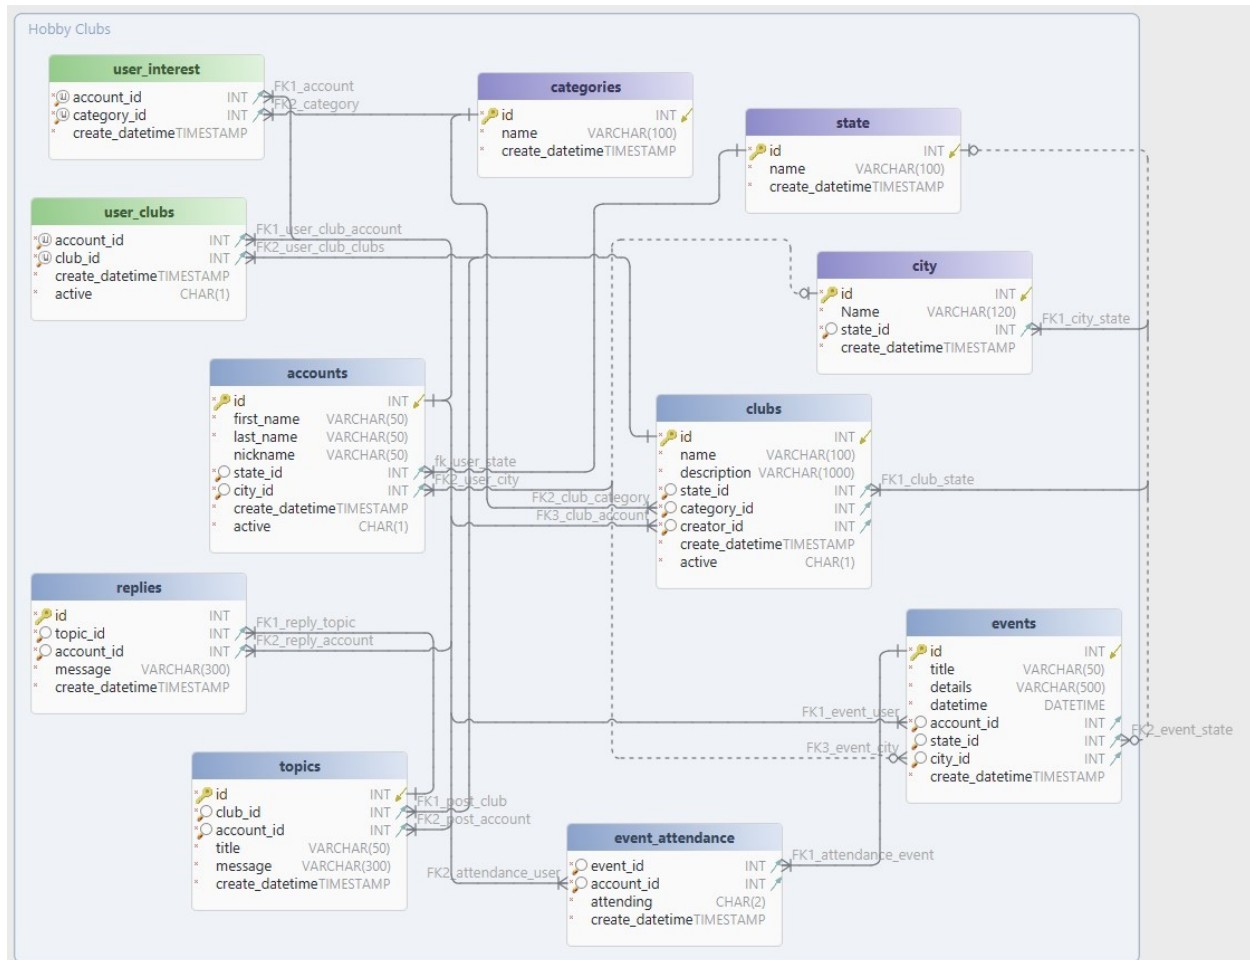 Hobby Clubs
user_interest
account_id INT
category_id INT
create_datetime TIMESTAMP
FK1_account
FK2_category
categories
id INT
name VARCHAR(100)
create_datetime TIMESTAMP
state
id INT
name VARCHAR(100)
create_datetime TIMESTAMP
user_clubs
account_id INT
club_id INT
create_datetime TIMESTAMP
active CHAR(1)
FK1_user_club_account
FK2_user_club_clubs
city
id INT
Name VARCHAR(120)
state_id INT
create_datetime TIMESTAMP
FK1_city_state
accounts
id INT
first_name VARCHAR(50)
last_name VARCHAR(50)
nickname VARCHAR(50)
state_id INT
city_id INT
create_datetime TIMESTAMP
active CHAR(1)
fk_user_state
FK2_user_city
clubs
id INT
name VARCHAR(100)
description VARCHAR(1000)
state_id INT
category_id INT
creator_id INT
create_datetime TIMESTAMP
active CHAR(1)
FK1_club_state
FK2_club_category
FK3_club_account
replies
id INT
topic_id INT
account_id INT
message VARCHAR(300)
create_datetime TIMESTAMP
FK1_reply_topic
FK2_reply_account
events
id INT
title VARCHAR(50)
details VARCHAR(500)
datetime DATETIME
account_id INT
state_id INT
city_id INT
create_datetime TIMESTAMP
FK1_event_user
FK2_event_state
FK3_event_city
topics
id INT
club_id INT
account_id INT
title VARCHAR(50)
message VARCHAR(300)
create_datetime TIMESTAMP
FK1_post_club
FK2_post_account
event_attendance
event_id INT
account_id INT
attending CHAR(2)
create_datetime TIMESTAMP
FK1_attendance_event
FK2_attendance_user